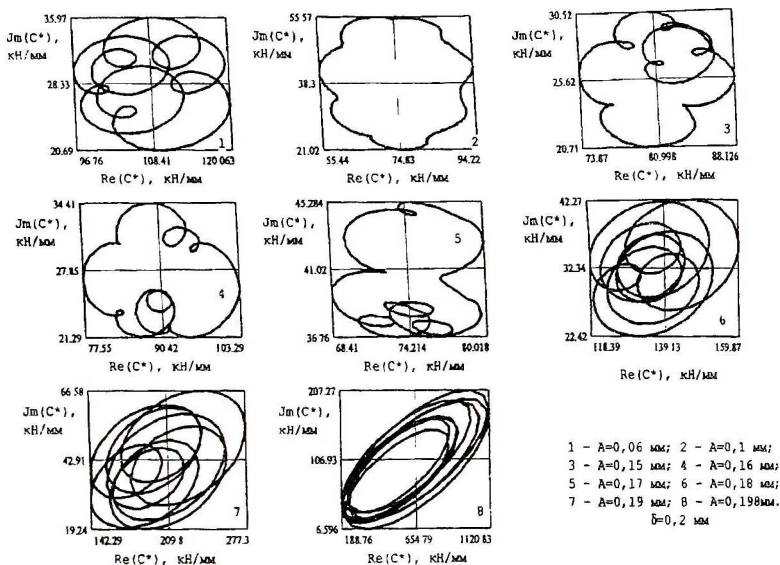 Jm(C*), кН/мм
35.97
28.33
20.69
96.76 108.41 120.063
Re(C*), кН/мм
1
55.57
38.3
21.02
55.44 74.83 94.22
Re(C*), кН/мм
2
Jm(C*), кН/мм
30.52
25.62
20.71
73.87 80.998 88.126
Re(C*), кН/мм
3
Jm(C*), кН/мм
34.41
27.85
21.29
77.55 90.42 103.29
Re(C*), кН/мм
4
45.284
41.02
36.76
68.41 74.214 80.018
Re(C*), кН/мм
5
Jm(C*), кН/мм
42.27
32.34
22.42
118.39 139.13 159.87
Re(C*), кН/мм
6
Jm(C*), кН/мм
66.58
42.91
19.24
142.29 209.8 277.3
Re(C*), кН/мм
7
Jm(C*), кН/мм
207.27
106.93
6.596
188.76 654.79 1120.83
Re(C*), кН/мм
8
1 - A=0,06 мм; 2 - A=0,1 мм;
3 - A=0,15 мм; 4 - A=0,16 мм;
5 - A=0,17 мм; 6 - A=0,18 мм;
7 - A=0,19 мм; 8 - A=0,198мм.
δ=0,2 мм